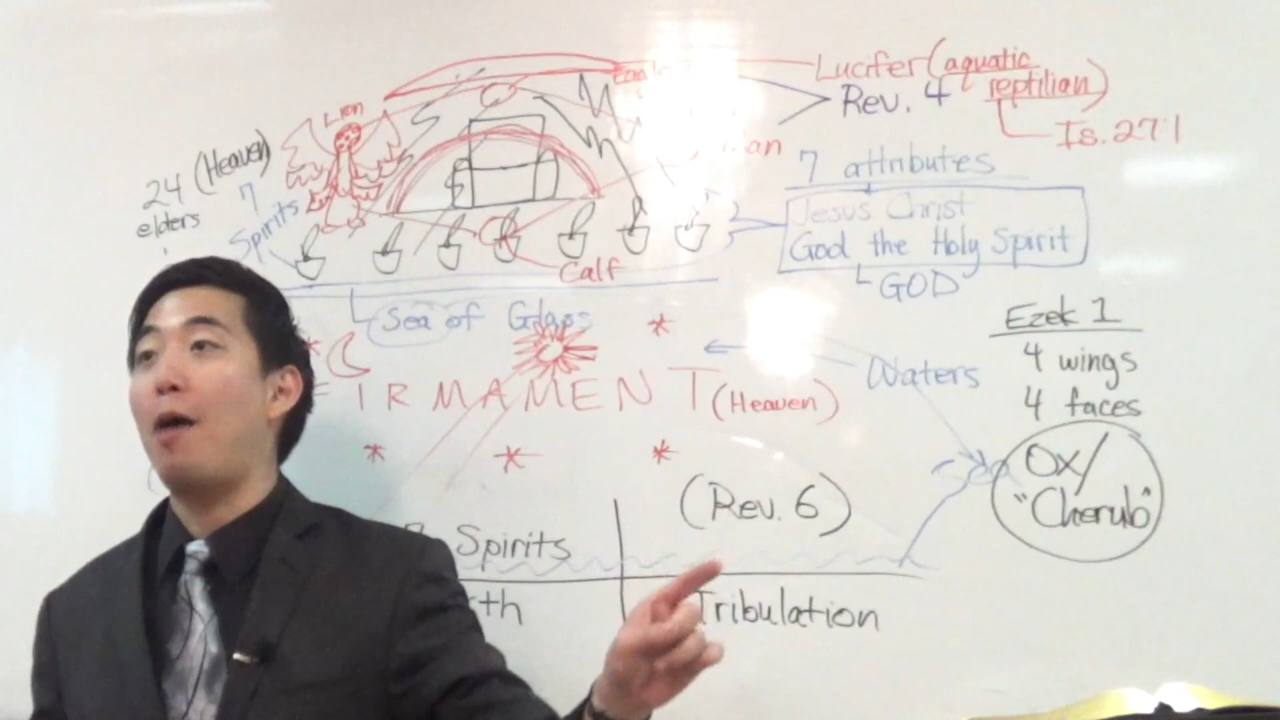 Lucifer (aquatic
reptilian)
Rev. 4
Is. 27:1
Lion
24 (Heaven)
elders
7
Spirits
7 attributes
Jesus Christ
God the Holy Spirit
GOD
Calf
Sea of Glass
FIRMAMENT (Heaven)
Waters
Ezek 1
4 wings
4 faces
Ox/
"Cherub"
(Rev. 6)
Spirits
Tribulation